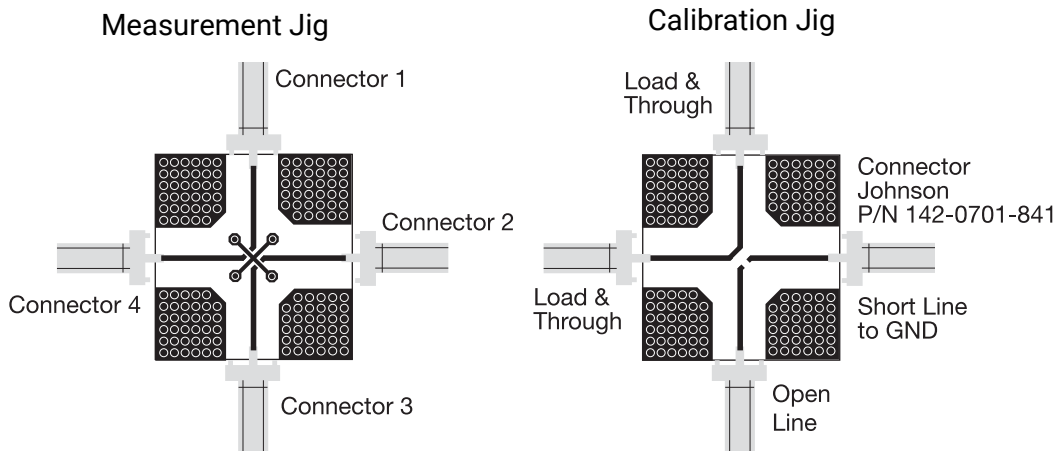 Measurement Jig
Connector 1
Connector 2
Connector 4
Connector 3
Calibration Jig
Load &
Through
Connector
Johnson
P/N 142-0701-841
Load &
Through
Short Line
to GND
Open
Line